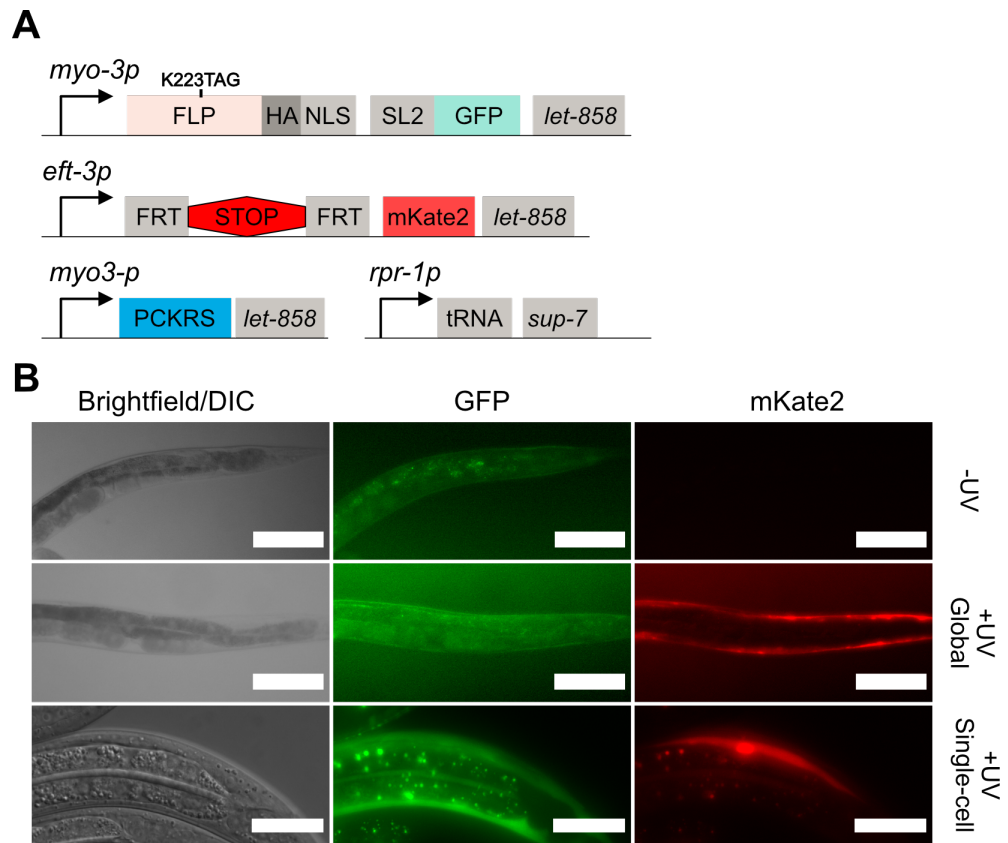 A
myo-3p
K223TAG
FLP HA NLS SL2 GFP let-858
eft-3p
FRT STOP FRT mKate2 let-858
myo3-p rpr-1p
PCKRS let-858 tRNA sup-7
B
Brightfield/DIC GFP mKate2
-UV
+UV
Global
+UV
Single-cell